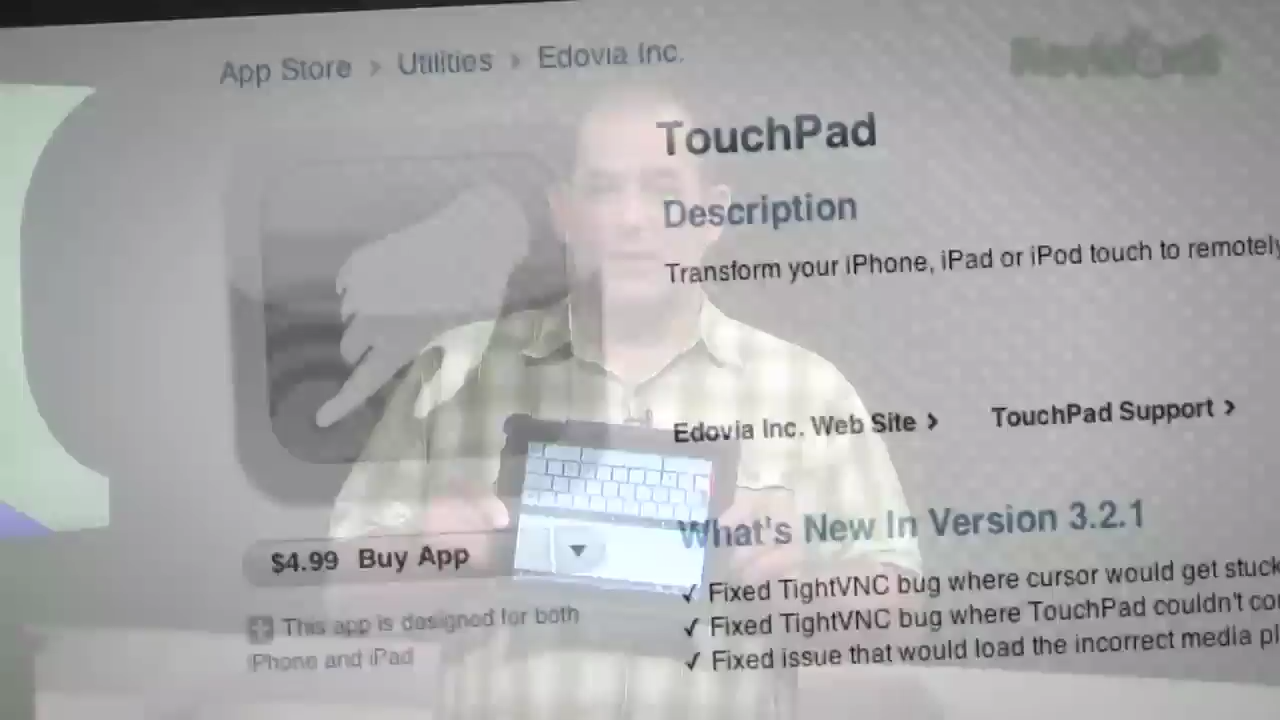 App Store > Utilities > Edovia Inc.
TouchPad
Description
Transform your iPhone, iPad or iPod touch to remotely
Edovia Inc. Web Site >
TouchPad Support >
What's New In Version 3.2.1
✓ Fixed TightVNC bug where cursor would get stuck
✓ Fixed TightVNC bug where TouchPad couldn't
✓ Fixed issue that would load the incorrect media
$4.99 Buy App
+ This app is designed for both
iPhone and iPad